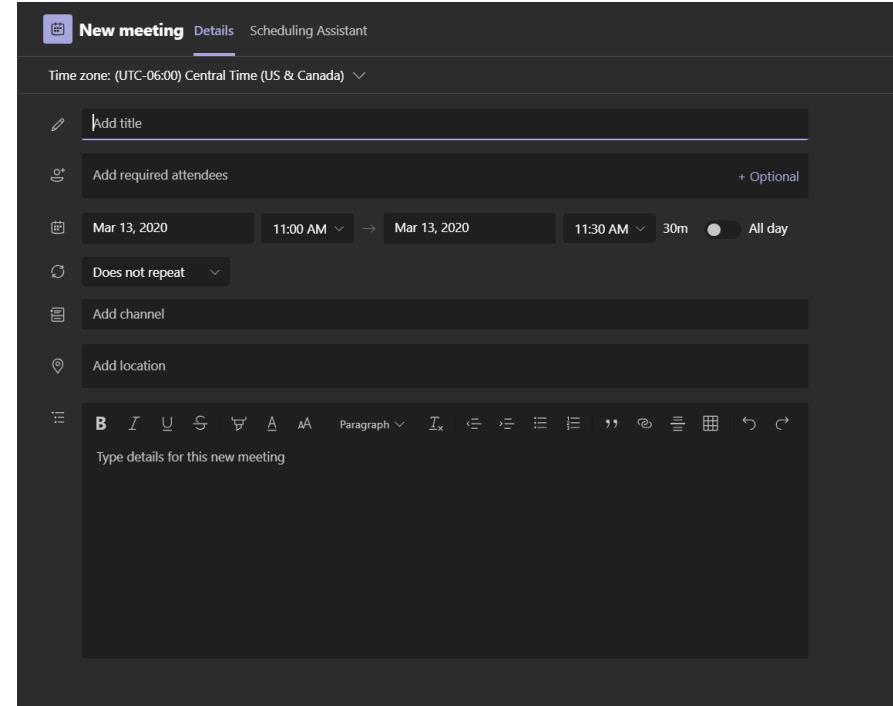 New meeting Details Scheduling Assistant
Time zone: (UTC-06:00) Central Time (US & Canada)
Add title
Add required attendees + Optional
Mar 13, 2020 11:00 AM → Mar 13, 2020 11:30 AM 30m All day
Does not repeat
Add channel
Add location
B I U S A AA Paragraph Tx
Type details for this new meeting